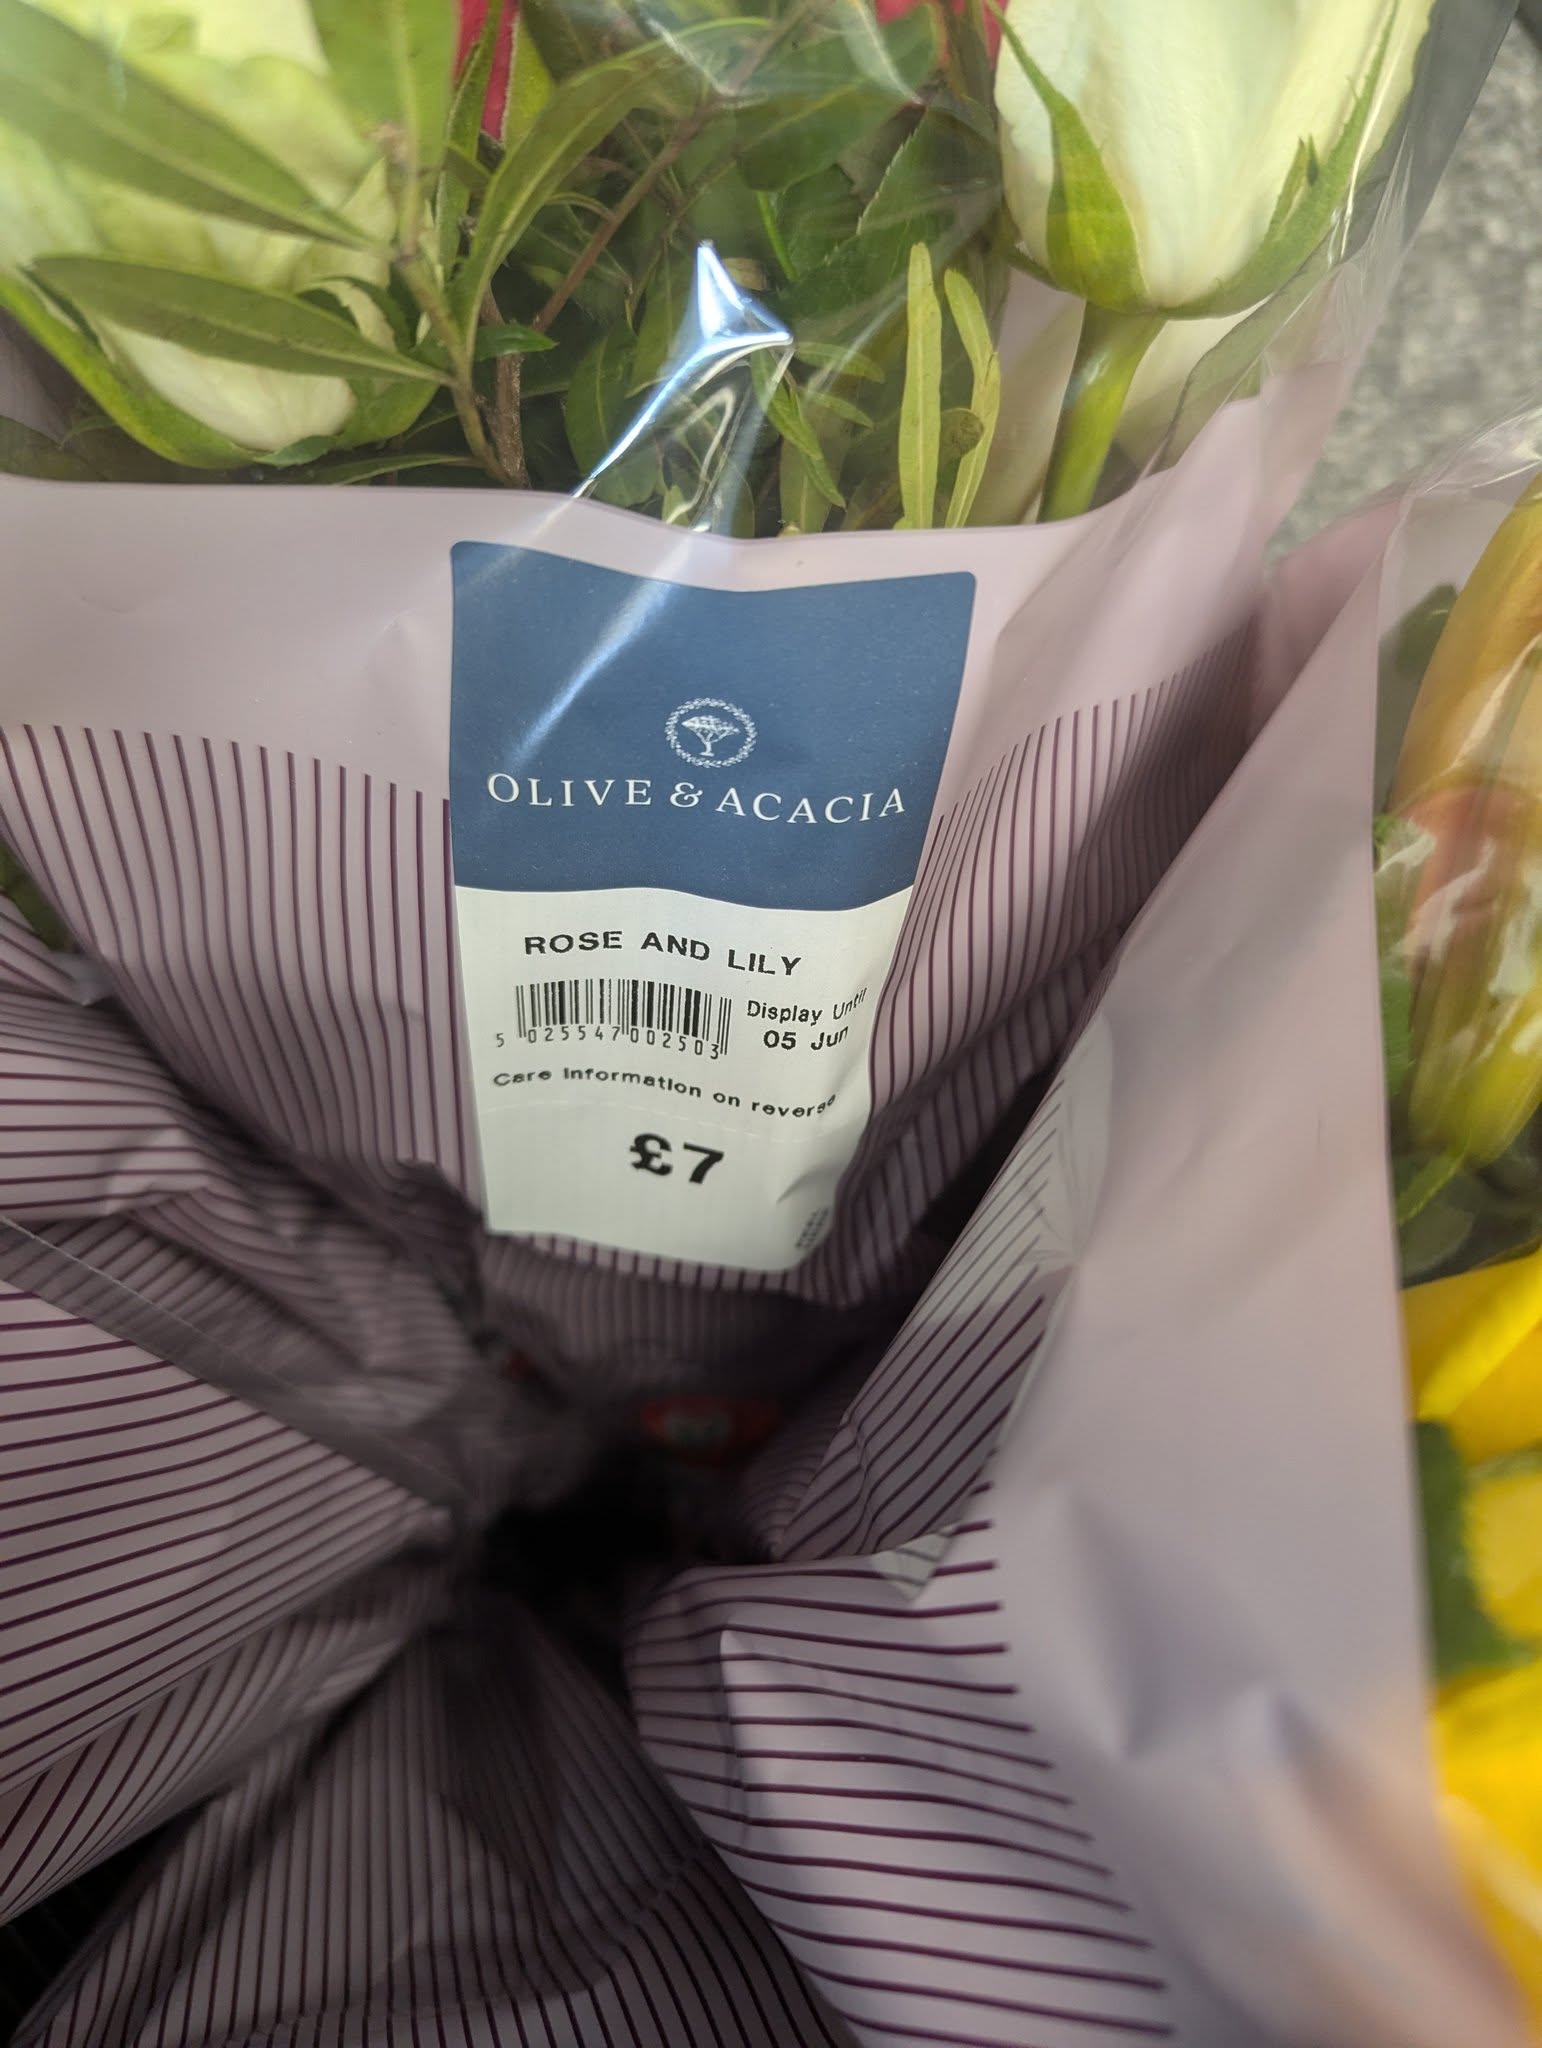 OLIVE & ACACIA
ROSE AND LILY
Display Until
05 Jun
5 025547 002503
Care information on reverse
£7